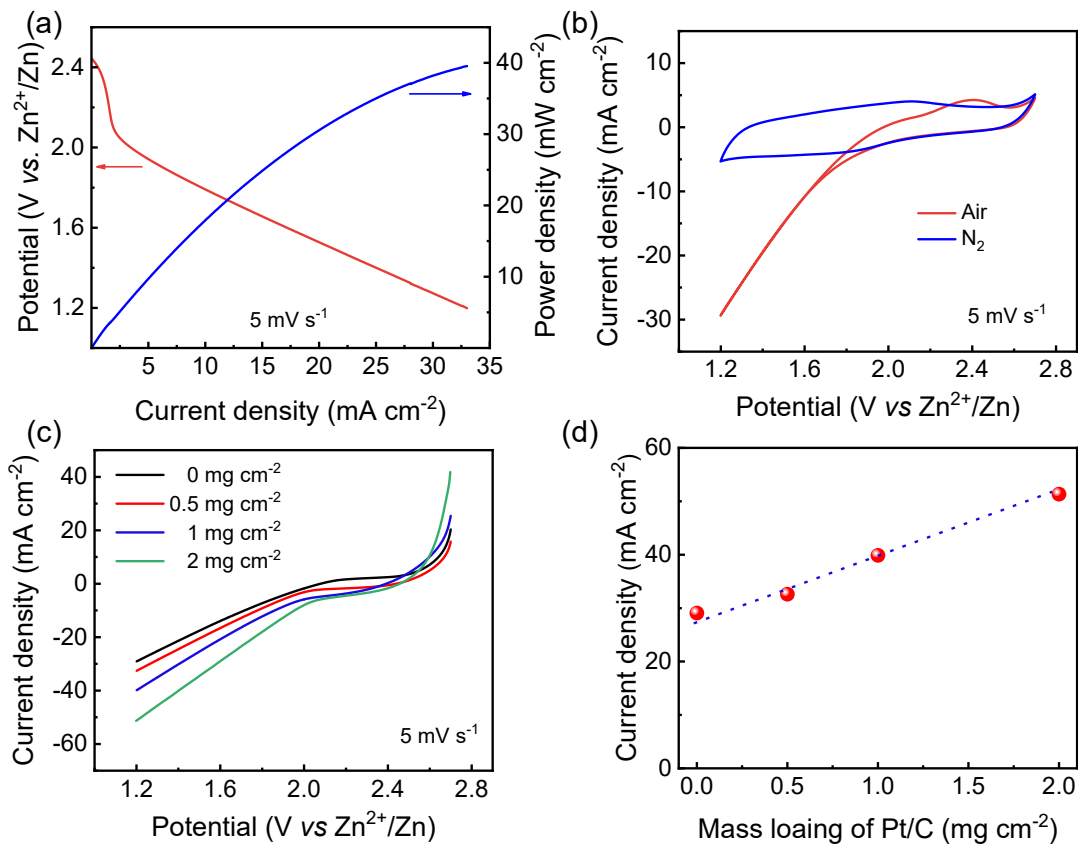 (a)
Potential (V vs. Zn²⁺/Zn)
2.4
2.0
1.6
1.2
40
30
20
10
Power density (mW cm⁻²)
5 mV s⁻¹
5 10 15 20 25 30 35
Current density (mA cm⁻²)
(b)
Current density (mA cm⁻²)
10
0
-10
-20
-30
Air
N₂
5 mV s⁻¹
1.2 1.6 2.0 2.4 2.8
Potential (V vs Zn²⁺/Zn)
(c)
Current density (mA cm⁻²)
40
20
0
-20
-40
-60
0 mg cm⁻²
0.5 mg cm⁻²
1 mg cm⁻²
2 mg cm⁻²
5 mV s⁻¹
1.2 1.6 2.0 2.4 2.8
Potential (V vs Zn²⁺/Zn)
(d)
Current density (mA cm⁻²)
60
40
20
0
0.0 0.5 1.0 1.5 2.0
Mass loaing of Pt/C (mg cm⁻²)